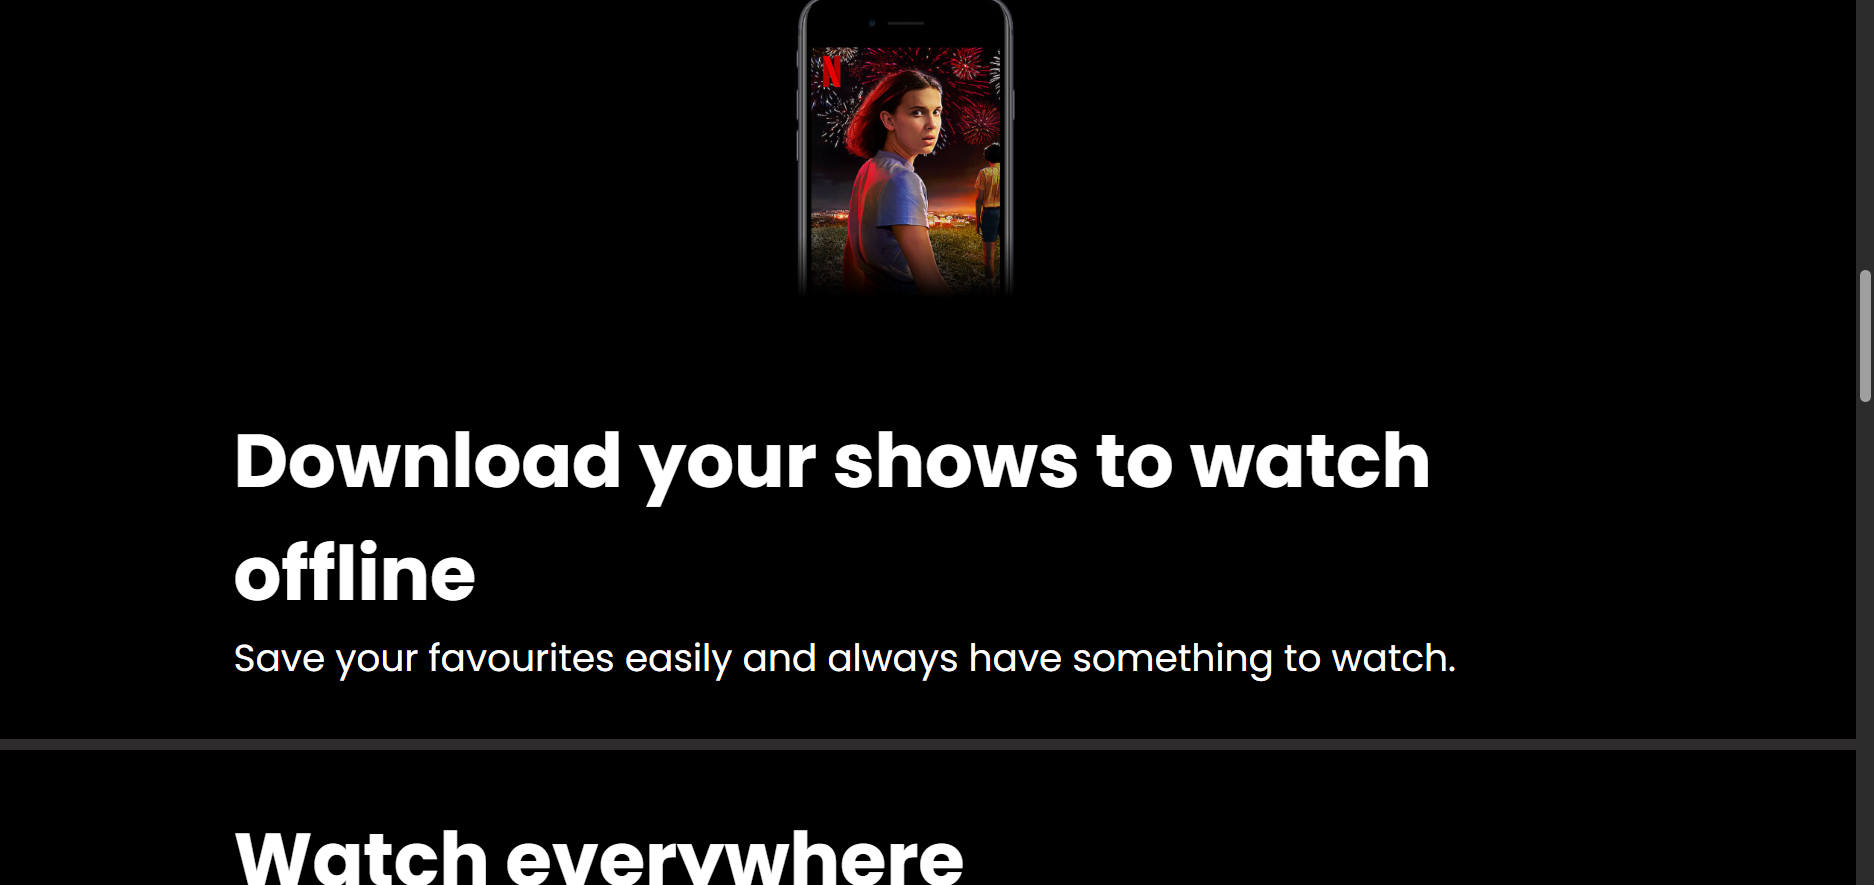 N
Download your shows to watch
offline
Save your favourites easily and always have something to watch.
Watch everywhere